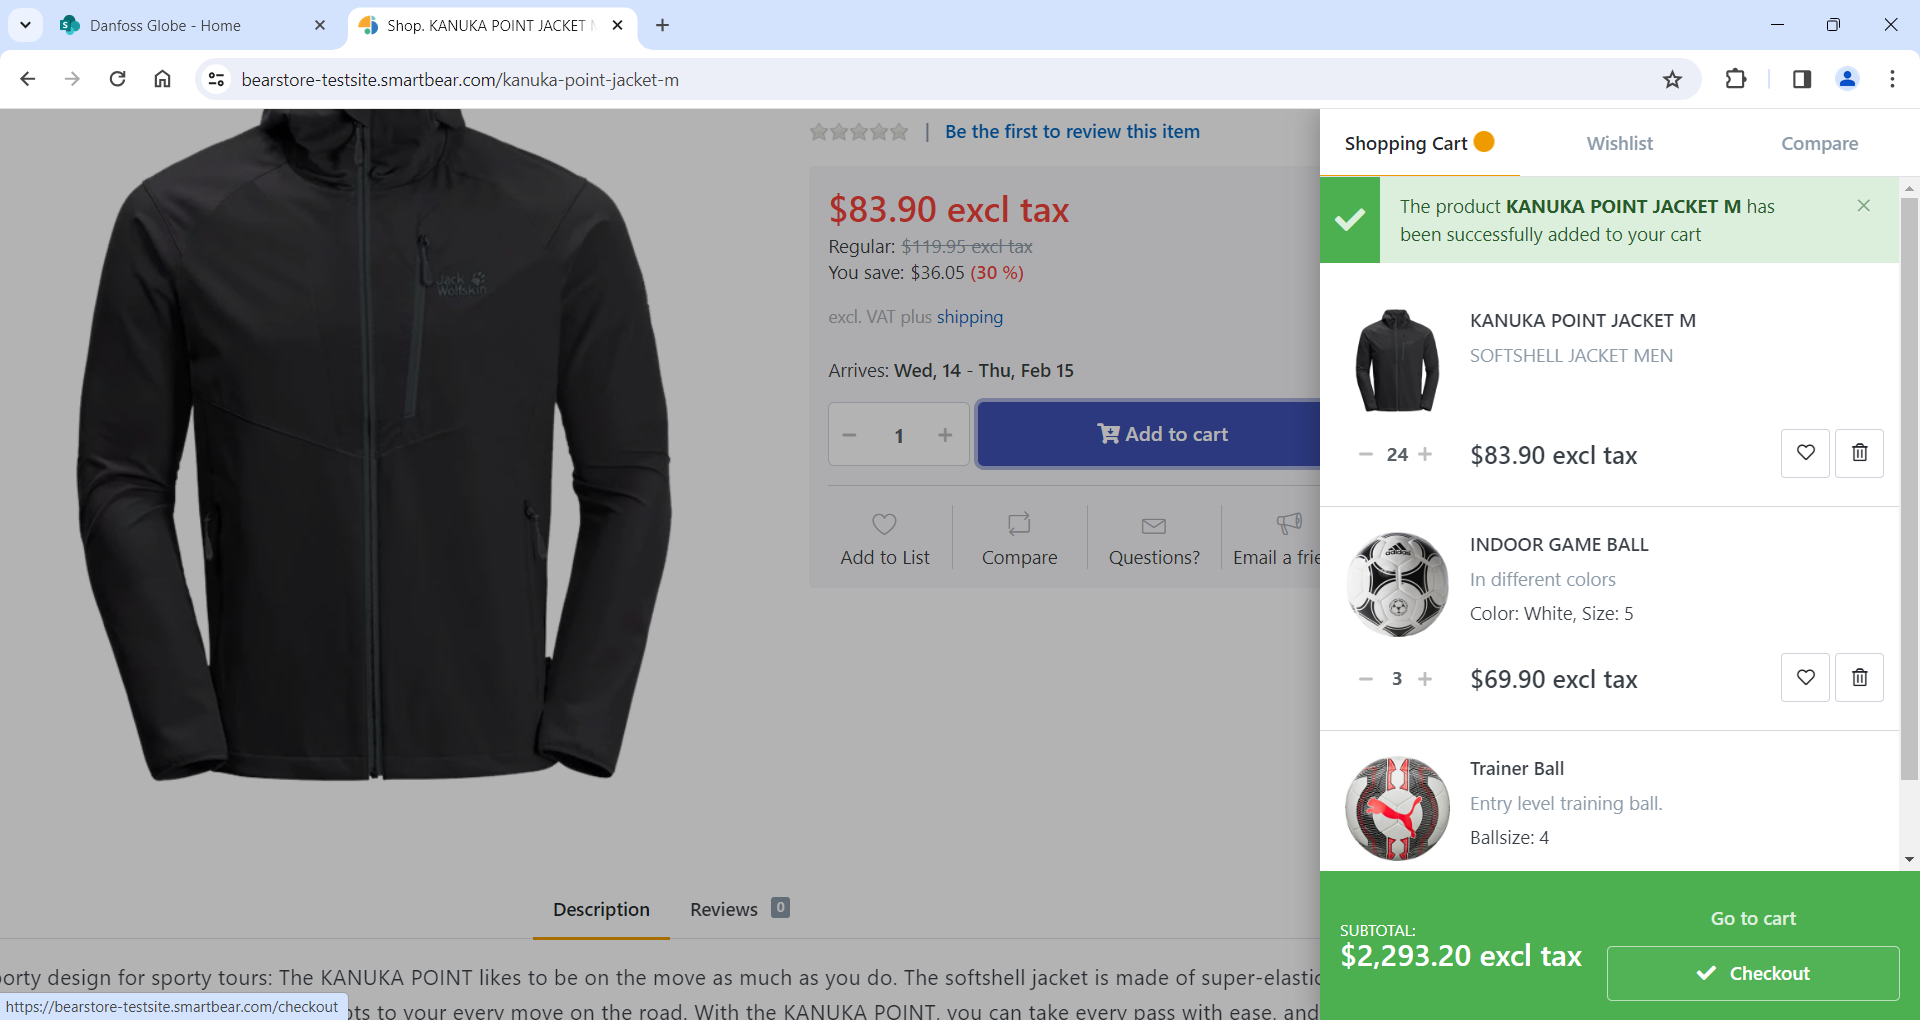 Danfoss Globe - Home
Shop. KANUKA POINT JACKET
bearstore-testsite.smartbear.com/kanuka-point-jacket-m
Jack
Wolfskin
| Be the first to review this item
$83.90 excl tax
Regular: $119.95 excl tax
You save: $36.05 (30 %)
excl. VAT plus shipping
Arrives: Wed, 14 - Thu, Feb 15
1
Add to cart
Add to List
Compare
Questions?
Email a frie
Description
Reviews 0
porty design for sporty tours: The KANUKA POINT likes to be on the move as much as you do. The softshell jacket is made of super-elastic
pts to your every move on the road. With the KANUKA POINT, you can take every pass with ease, and
https://bearstore-testsite.smartbear.com/checkout
Shopping Cart
Wishlist
Compare
The product KANUKA POINT JACKET M has
been successfully added to your cart
KANUKA POINT JACKET M
SOFTSHELL JACKET MEN
24
$83.90 excl tax
INDOOR GAME BALL
In different colors
Color: White, Size: 5
3
$69.90 excl tax
adidas
Trainer Ball
Entry level training ball.
Ballsize: 4
SUBTOTAL:
$2,293.20 excl tax
Go to cart
Checkout